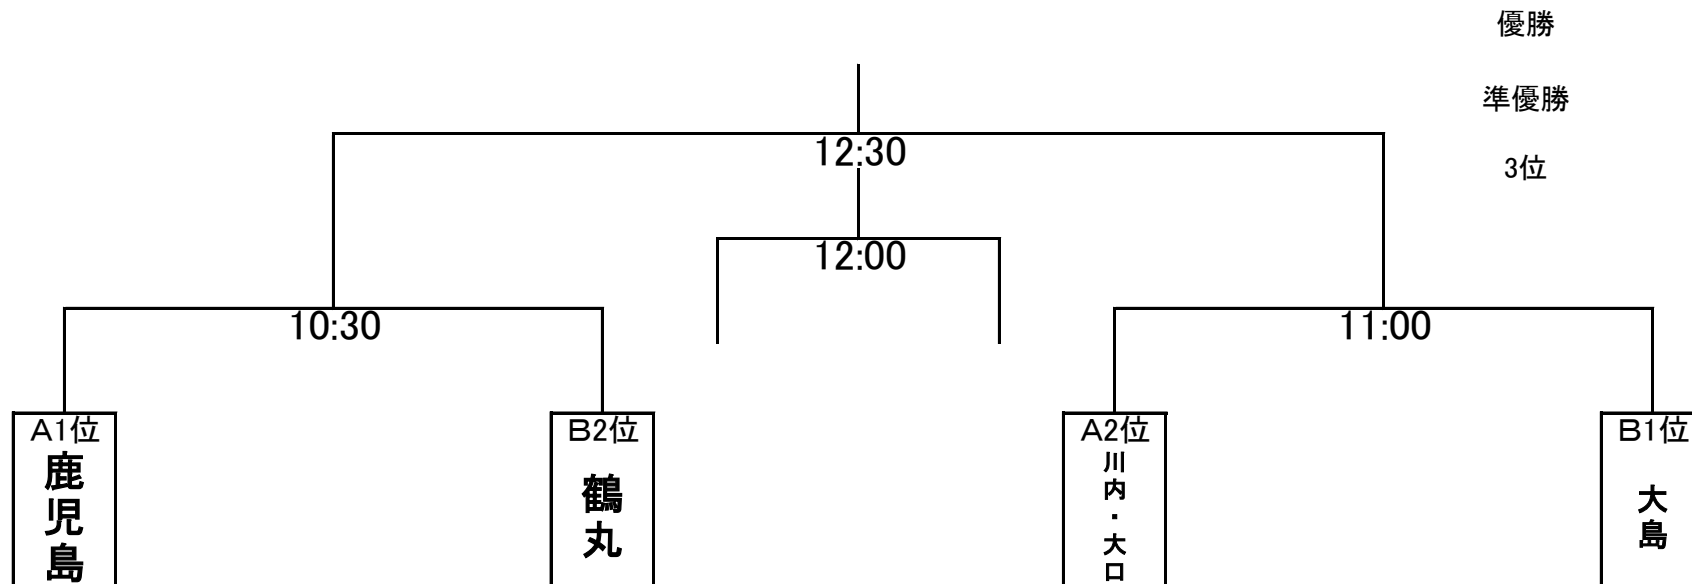 優勝
準優勝
12:30
3位
12:00
10:30
11:00
A1位
鹿児島
B2位
鶴丸
A2位
川内・大口
B1位
大島